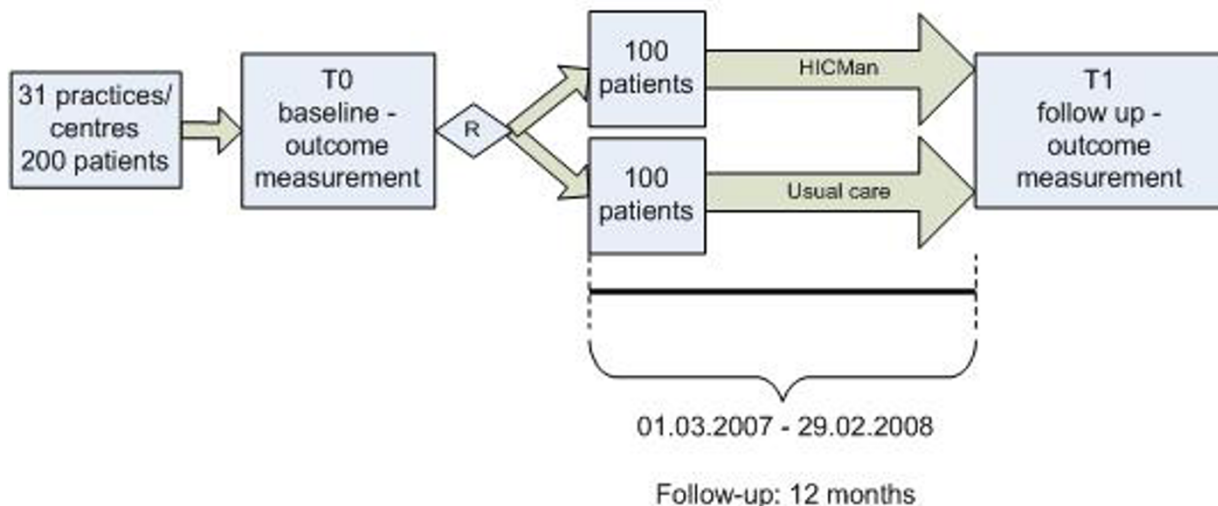 31 practices/
centres
200 patients
T0
baseline -
outcome
measurement
R
100
patients
HICMan
100
patients
Usual care
T1
follow up -
outcome
measurement
01.03.2007 - 29.02.2008
Follow-up: 12 months